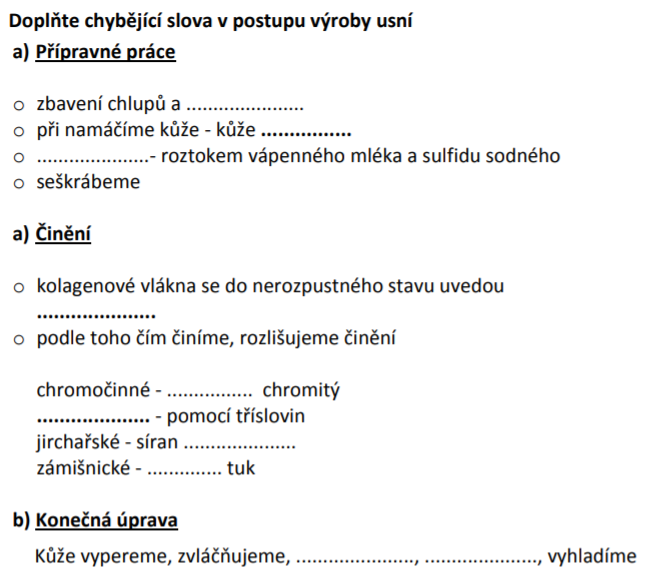 Doplňte chybějící slova v postupu výroby usní
a) Přípravné práce
o zbavení chlupů a ......................
o při namáčíme kůže - kůže ................
o .....................- roztokem vápenného mléka a sulfidu sodného
o seškrábeme
a) Činění
o kolagenové vlákna se do nerozpustného stavu uvedou
.....................
o podle toho čím činíme, rozlišujeme činění
chromočinné - ................ chromitý
..................... - pomocí tříslovin
jirchařské - síran .....................
zámišnické - .............. tuk
b) Konečná úprava
Kůže vypereme, zvláčňujeme, ......................, ....................., vyhladíme